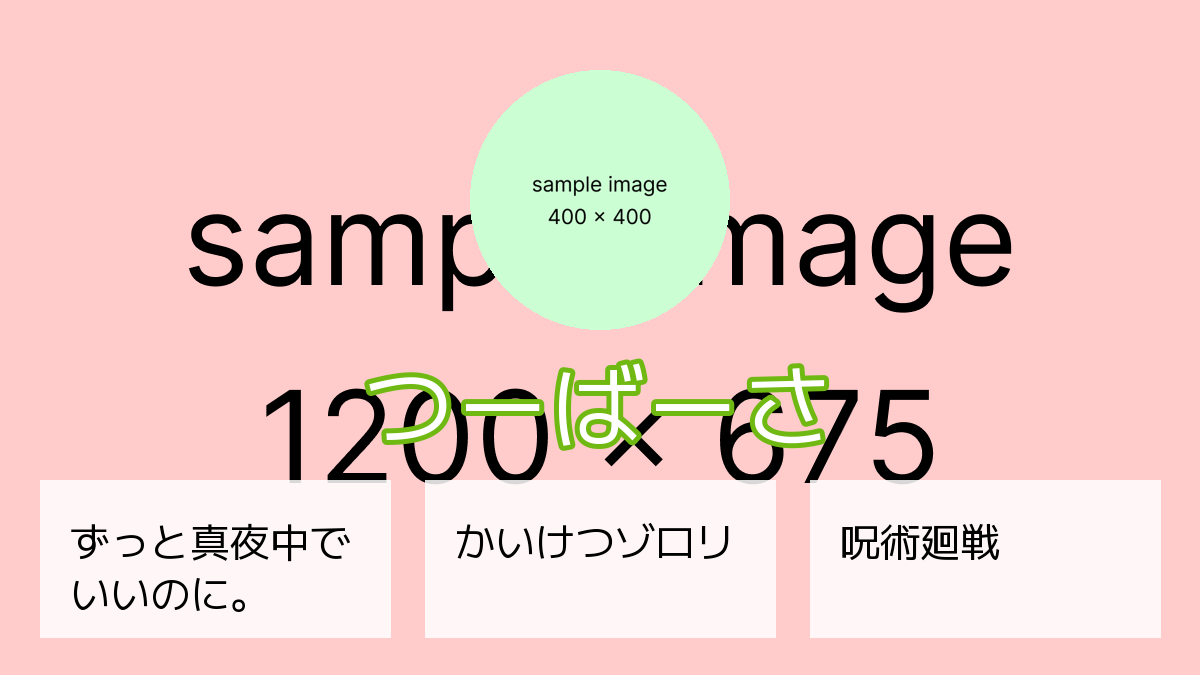 sample image
400 × 400
sample image
1200 × 675
つーばーさ
ずっと真夜中で
いいのに。
かいけつゾロリ
呪術廻戦